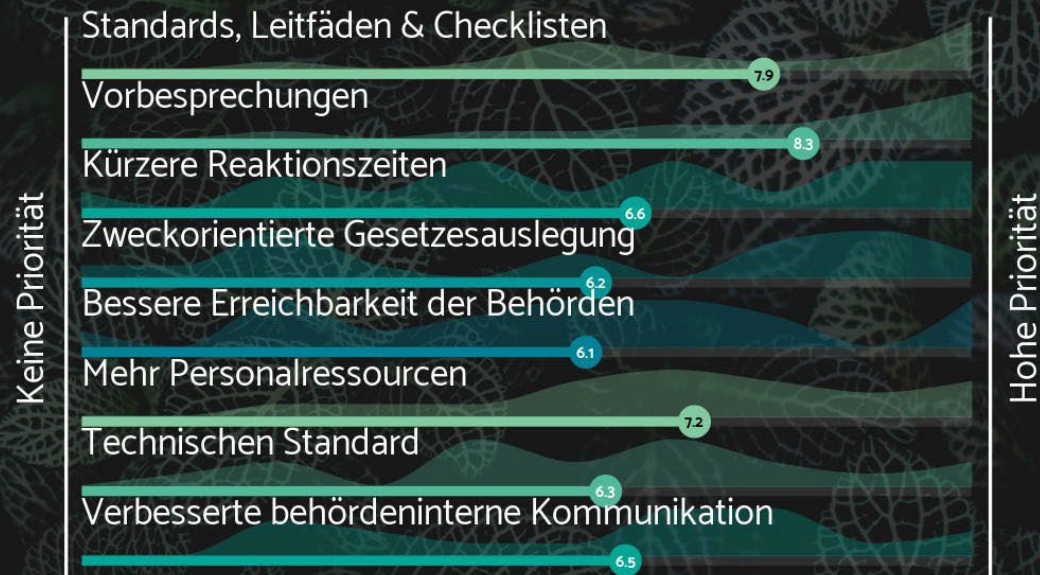 Standards, Leitfäden & Checklisten
7.9
Vorbesprechungen
8.3
Kürzere Reaktionszeiten
6.6
Zweckorientierte Gesetzesauslegung
6.2
Bessere Erreichbarkeit der Behörden
6.1
Mehr Personalressourcen
7.2
Technischen Standard
6.3
Verbesserte behördeninterne Kommunikation
6.5
Keine Priorität
Hohe Priorität